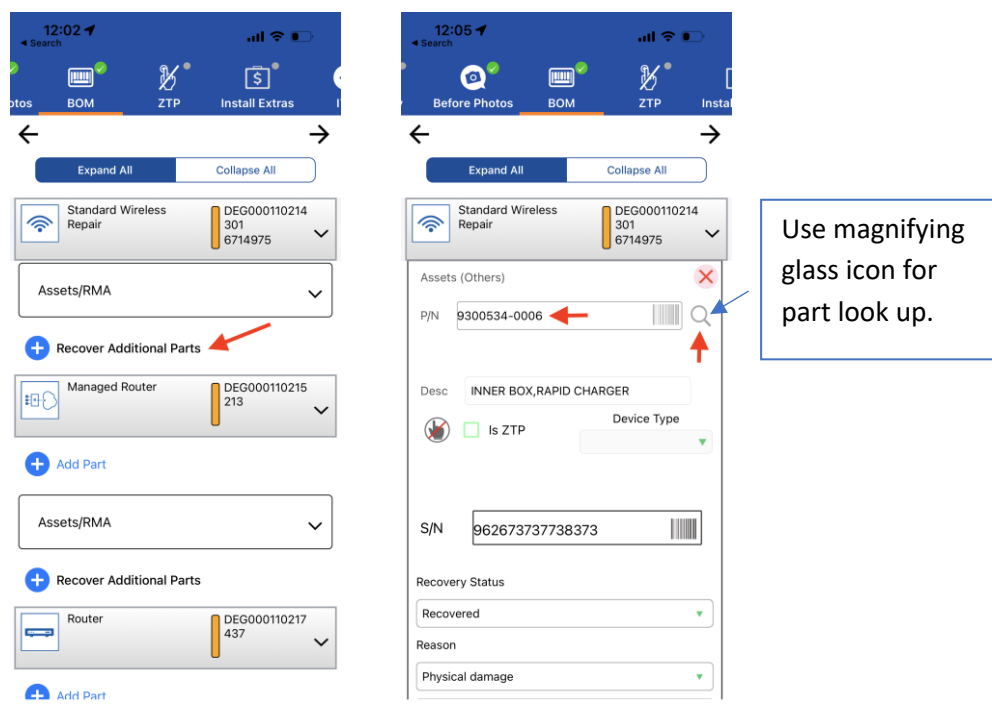 12:02
◄ Search
otos
BOM
ZTP
Install Extras
Expand All
Collapse All
Standard Wireless
Repair
DEG000110214
301
6714975
Assets/RMA
Recover Additional Parts
Managed Router
DEG000110215
213
Add Part
Assets/RMA
Recover Additional Parts
Router
DEG000110217
437
Add Part
12:05
◄ Search
Before Photos
BOM
ZTP
Instal
Expand All
Collapse All
Standard Wireless
Repair
DEG000110214
301
6714975
Assets (Others)
P/N
9300534-0006
Desc
INNER BOX,RAPID CHARGER
Is ZTP
Device Type
S/N
962673737738373
Recovery Status
Recovered
Reason
Physical damage
Use magnifying
glass icon for
part look up.